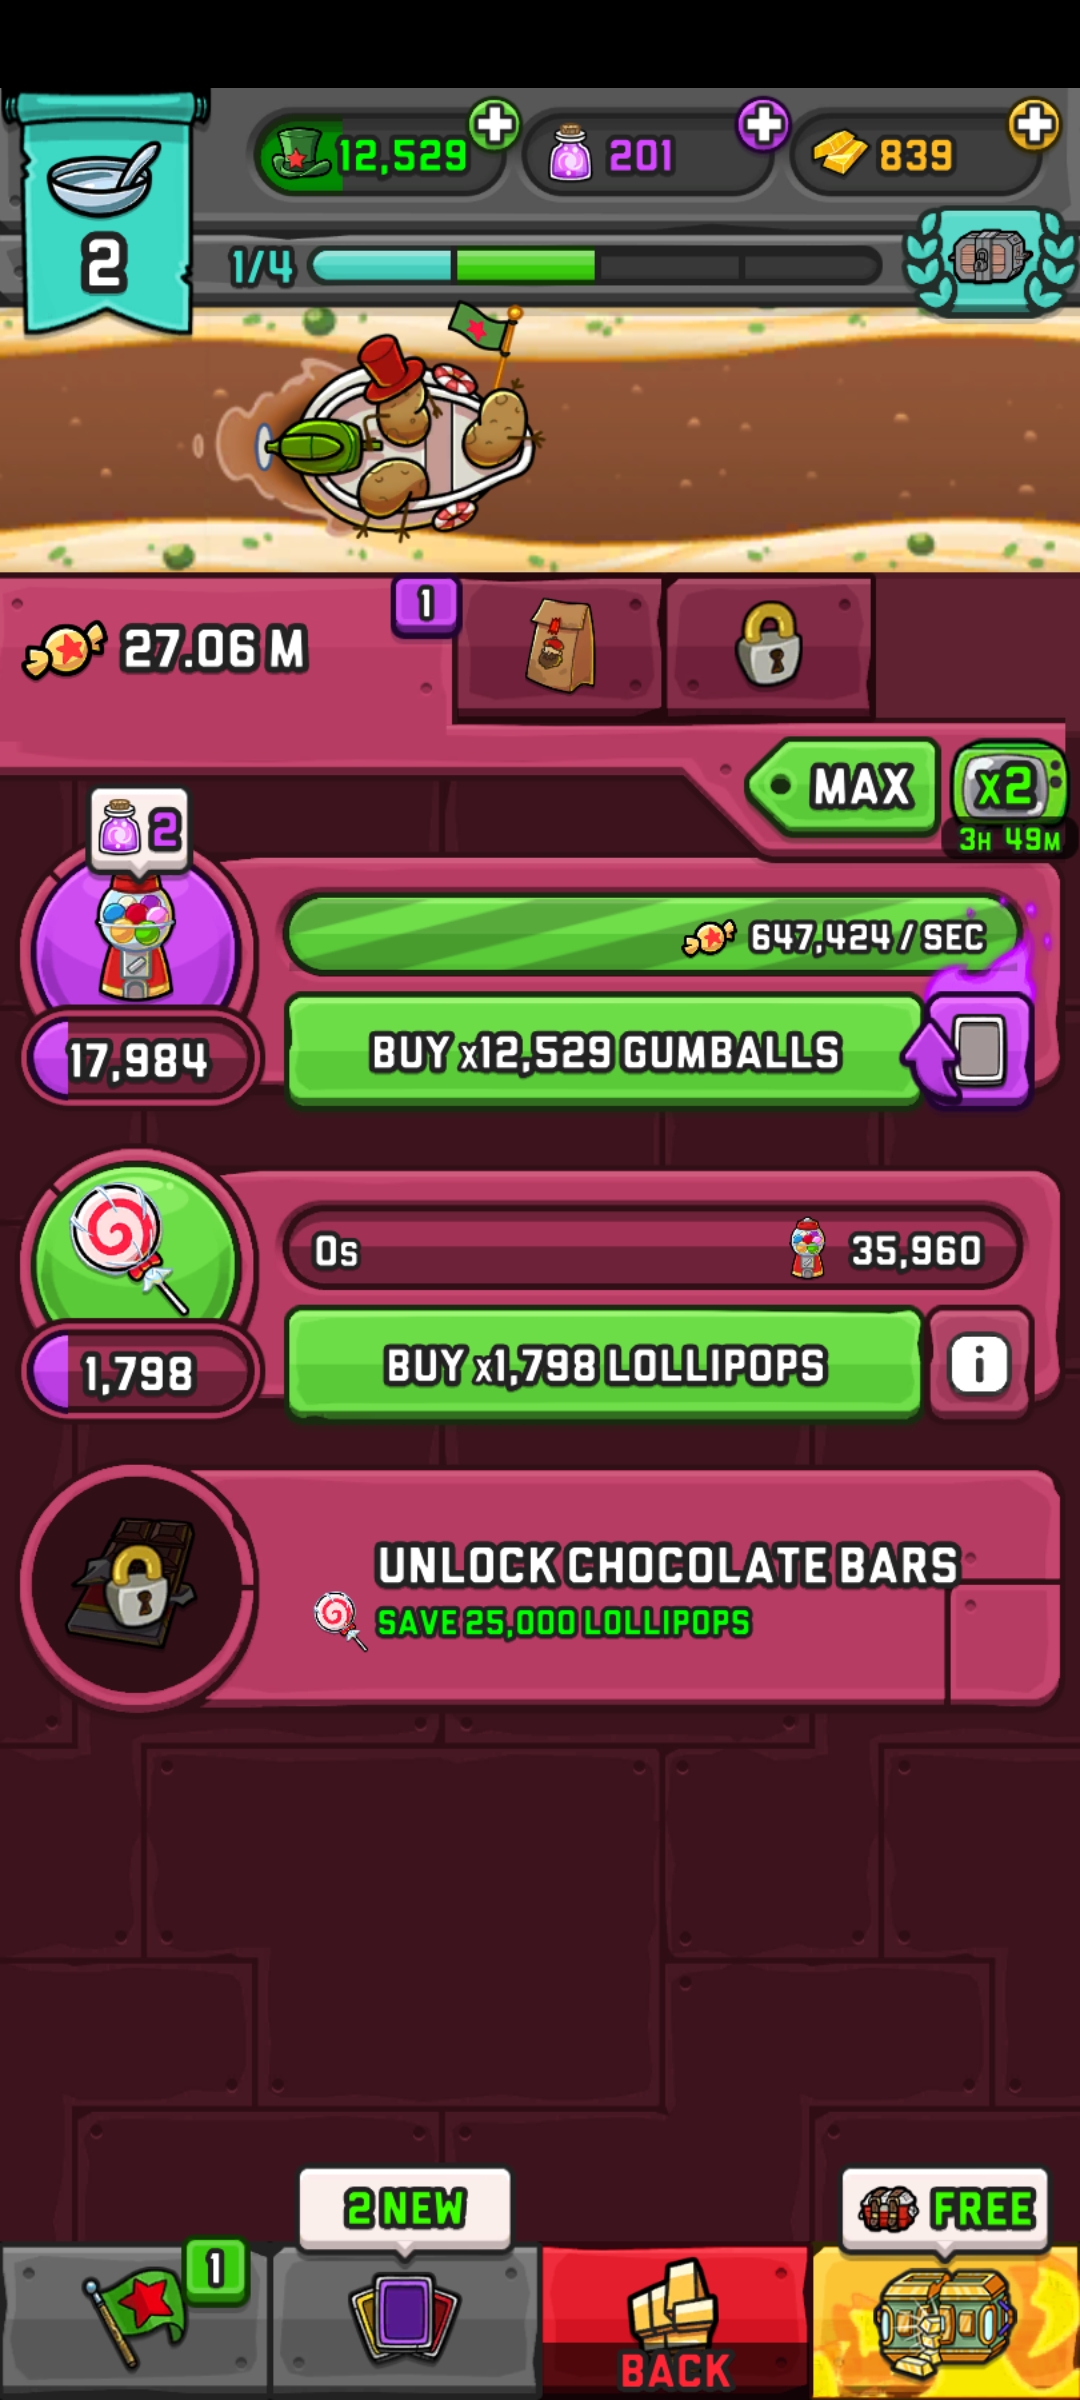 12,529
201
839
2
1/4
27.06 M
1
MAX
x2
3H 49M
2
647,424 / SEC
17,984
BUY x12,529 GUMBALLS
0s
35,960
1,798
BUY x1,798 LOLLIPOPS
i
UNLOCK CHOCOLATE BARS
SAVE 25,000 LOLLIPOPS
2 NEW
FREE
1
BACK